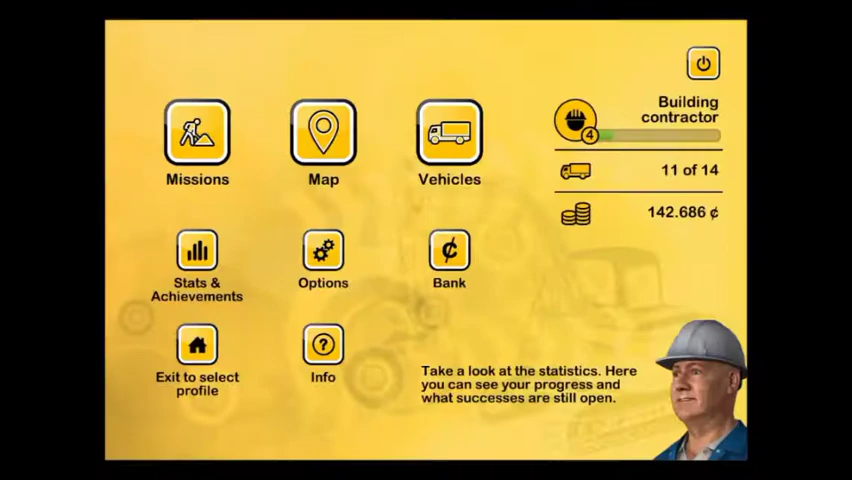 Missions
Map
Vehicles
Building
contractor
4
11 of 14
142.686 ¢
Stats &
Achievements
Options
¢
Bank
Exit to select
profile
?
Info
Take a look at the statistics. Here
you can see your progress and
what successes are still open.